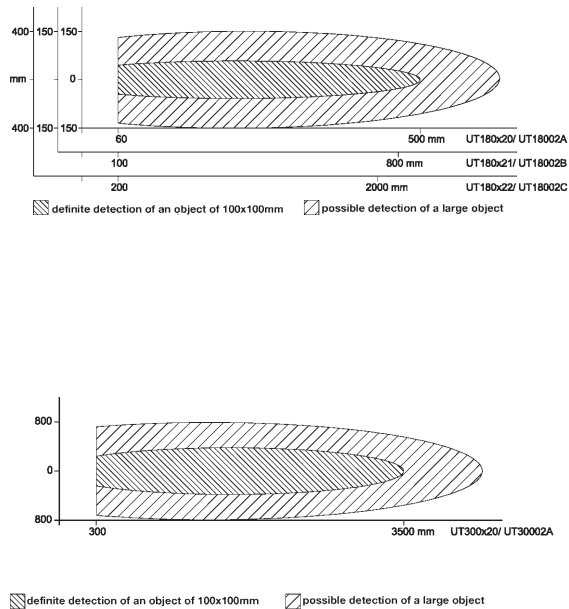 400 150 150
mm 0
400 150 150
60 500 mm UT180x20/ UT18002A
100 800 mm UT180x21/ UT18002B
200 2000 mm UT180x22/ UT18002C
definite detection of an object of 100x100mm possible detection of a large object
800
0
800
300 3500 mm UT300x20/ UT30002A
definite detection of an object of 100x100mm possible detection of a large object